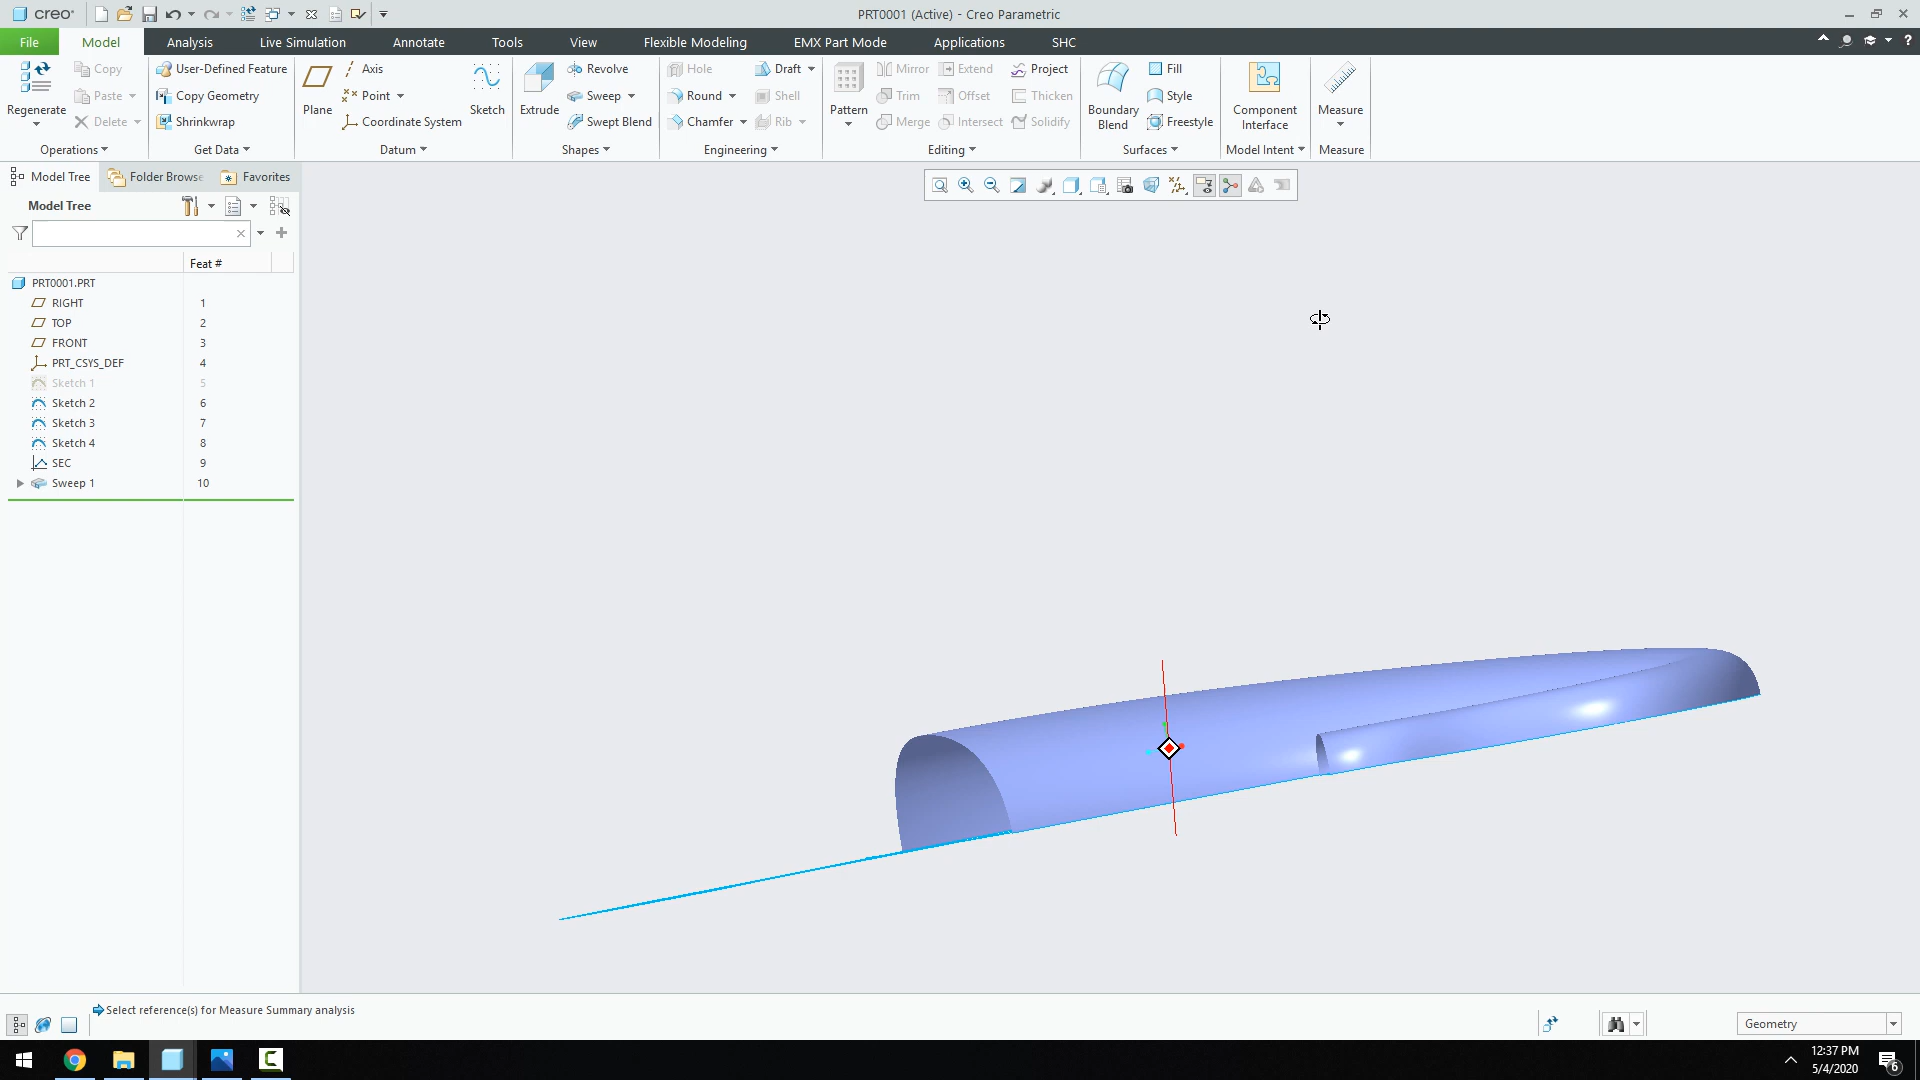 creo
PRT0001 (Active) - Creo Parametric
File Model Analysis Live Simulation Annotate Tools View Flexible Modeling EMX Part Mode Applications SHC
Regenerate
Copy
Paste
Delete
Operations
User-Defined Feature
Copy Geometry
Shrinkwrap
Get Data
Plane
Axis
Point
Coordinate System
Sketch
Datum
Extrude
Revolve
Sweep
Swept Blend
Shapes
Hole
Round
Chamfer
Draft
Shell
Rib
Engineering
Pattern
Mirror
Trim
Merge
Extend
Offset
Intersect
Project
Thicken
Solidify
Editing
Boundary
Blend
Fill
Style
Freestyle
Surfaces
Component
Interface
Model Intent
Measure
Measure
Model Tree Folder Browse Favorites
Model Tree
Feat #
PRT0001.PRT
RIGHT 1
TOP 2
FRONT 3
PRT_CSYS_DEF 4
Sketch 1 5
Sketch 2 6
Sketch 3 7
Sketch 4 8
SEC 9
Sweep 1 10
Select reference(s) for Measure Summary analysis
Geometry
12:37 PM
5/4/2020
6